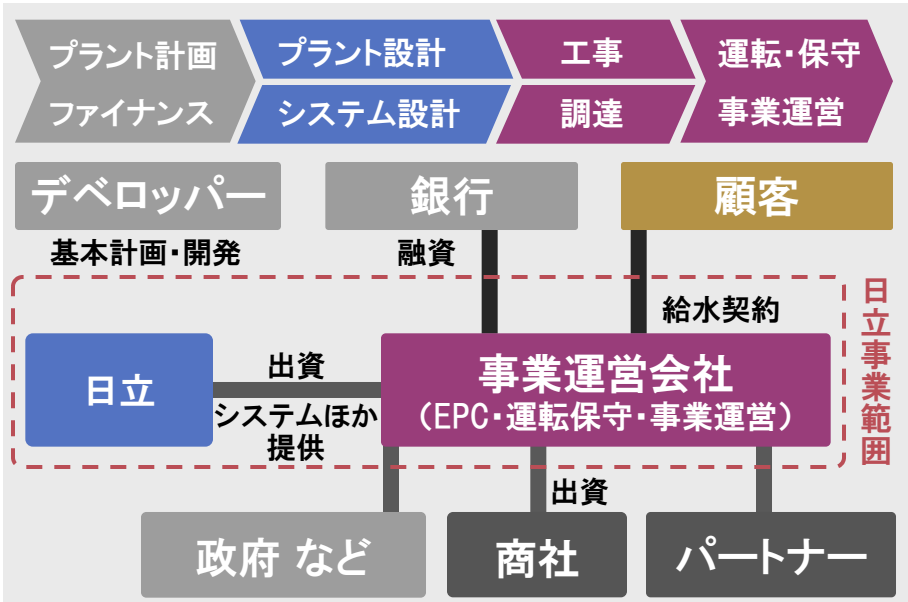 プラント計画
ファイナンス
プラント設計
システム設計
工事
調達
運転・保守
事業運営
デベロッパー
銀行
顧客
基本計画・開発
融資
給水契約
日立事業範囲
日立
出資
システムほか
提供
事業運営会社
（EPC・運転保守・事業運営）
出資
政府 など
商社
パートナー